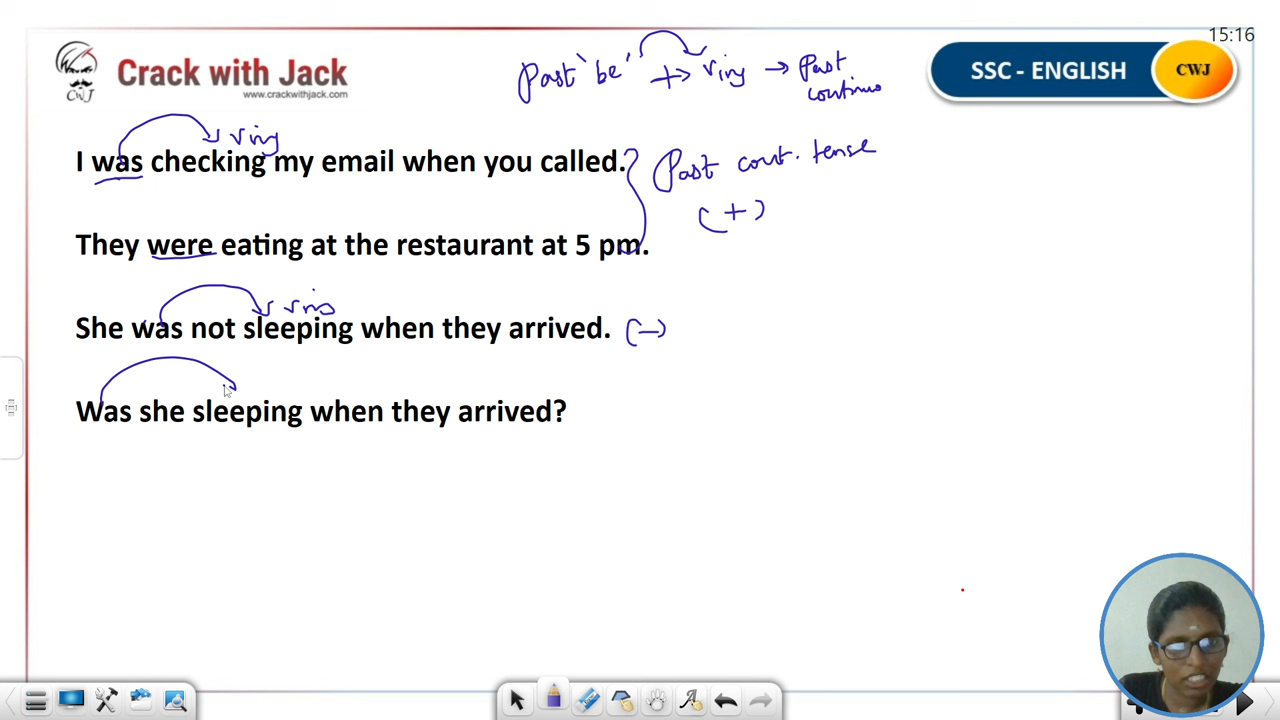 15:16
Crack with Jack
www.crackwithjack.com
CWJ
Past 'be' + ving → Past continuo
SSC - ENGLISH
CWJ
ving
I was checking my email when you called.
Past cont. tense
(+)
They were eating at the restaurant at 5 pm.
ving
She was not sleeping when they arrived. (-)
Was she sleeping when they arrived?